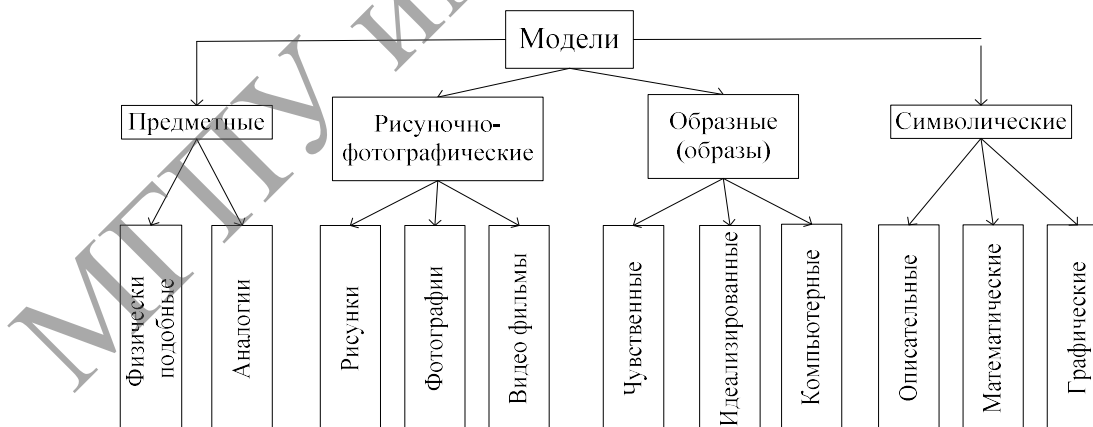 Модели
Предметные
Рисуночно-
фотографические
Образные
(образы)
Символические
Физически
подобные
Аналогии
Рисунки
Фотографии
Видео фильмы
Чувственные
Идеализированные
Компьютерные
Описательные
Математические
Графические
МГПУ